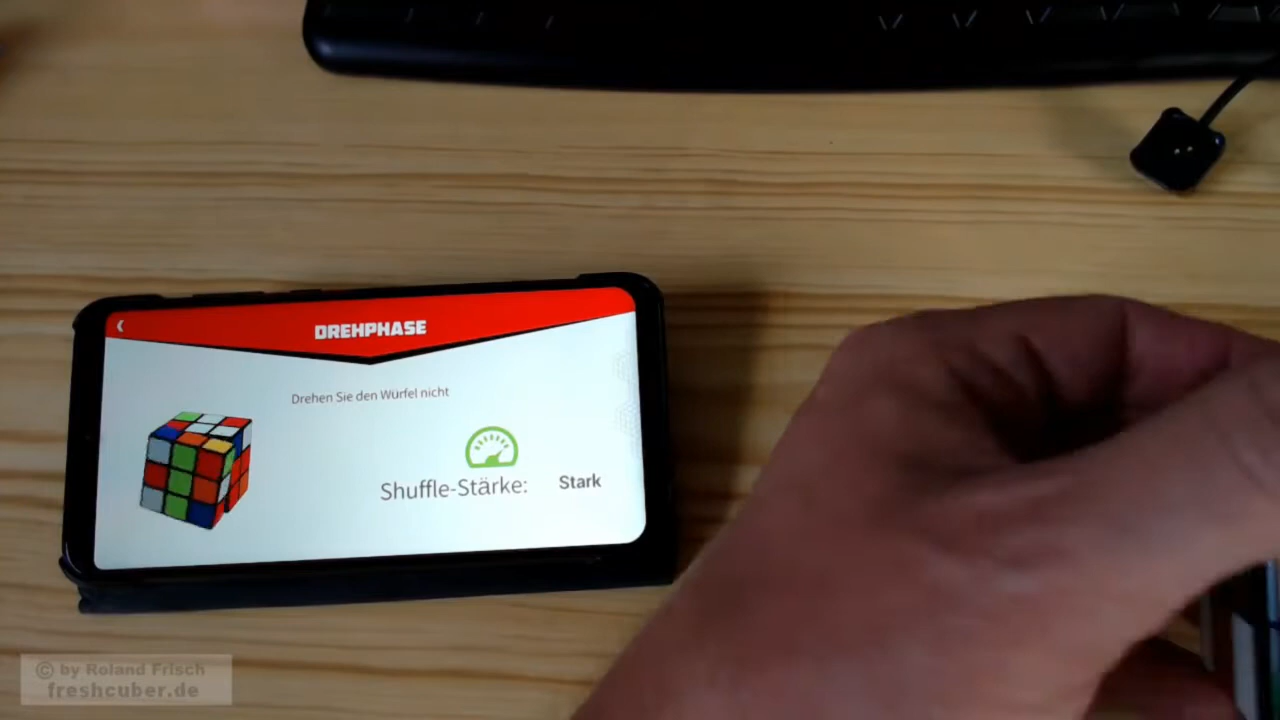 DREHPHASE
Drehen Sie den Würfel nicht
Shuffle-Stärke: Stark
© by Roland Frisch
freshcuber.de